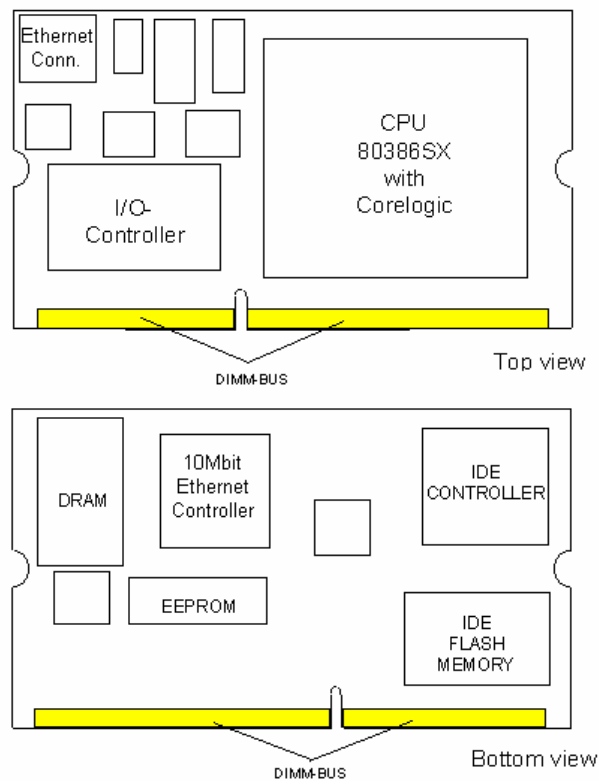 Ethernet
Conn.
CPU
80386SX
with
Corelogic
I/O-
Controller
DIMM-BUS
Top view
DRAM
10Mbit
Ethernet
Controller
IDE
CONTROLLER
EEPROM
IDE
FLASH
MEMORY
DIMM-BUS
Bottom view